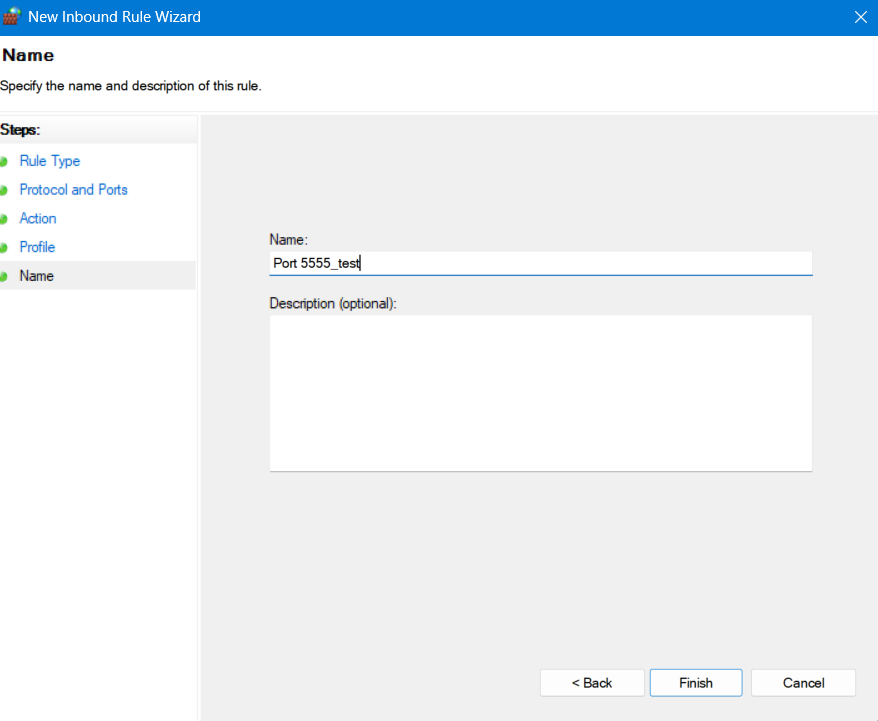 New Inbound Rule Wizard
Name
Specify the name and description of this rule.
Steps:
Rule Type
Protocol and Ports
Action
Profile
Name
Name:
Port 5555_test
Description (optional):
< Back
Finish
Cancel